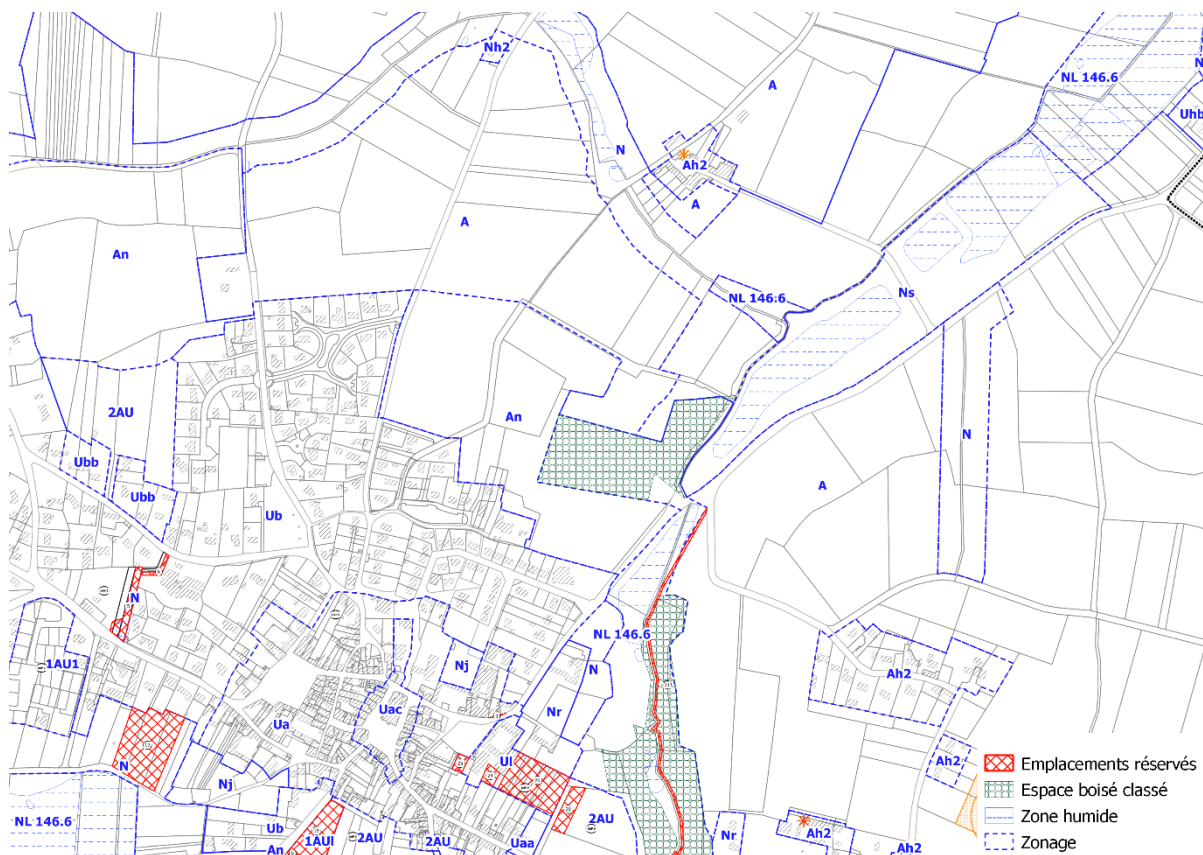 Nh2
NL 146.6
N
A
Uhb
N
Ah2
A
A
An
Ns
NL 146:6
2AU
An
Ubb
N
Ubb
A
Ub
N
NL 146.6
1AU1
Nj
N
Ah2
Uac
Nr
Ua
Ul
N
Nj
Ah2
2AU
NL 146.6
Ub
1AUl
2AU
2AU
Uaa
Nr
Ah2
An
Ah2
Emplacements réservés
Espace boisé classé
Zone humide
Zonage